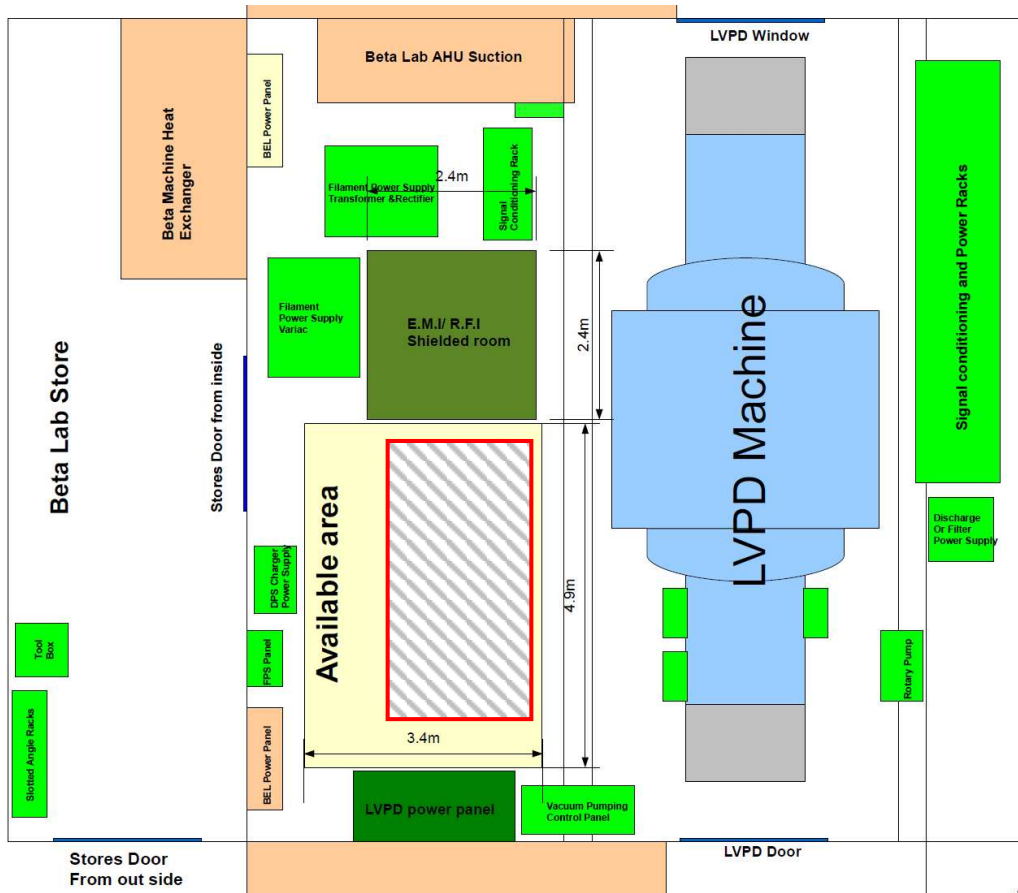 LVPD Window
Beta Lab AHU Suction
BEL Power Panel
Beta Machine Heat
Exchanger
Filament Power Supply
Transformer &Rectifier
2.4m
Signal
Conditioning Rack
Signal conditioning and Power Racks
Filament
Power Supply
Variac
E.M.I/ R.F.I
Shielded room
2.4m
LVPD Machine
Beta Lab Store
Stores Door from inside
Available area
4.9m
Discharge
Or Filter
Power Supply
DPS Charger
Power Supply
Tool
Box
FPS Panel
Rotary Pump
Slotted Angle Racks
BEL Power Panel
3.4m
LVPD power panel
Vacuum Pumping
Control Panel
Stores Door
From out side
LVPD Door